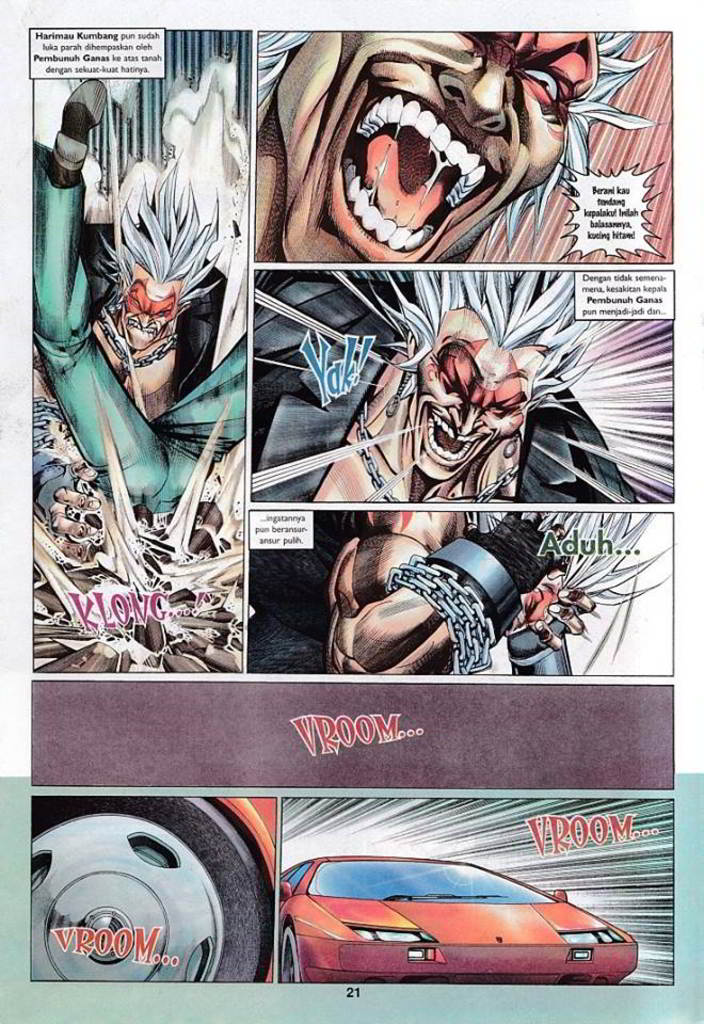 Harimau Kumbang pun sudah
luka parah dihempaskan oleh
Pembunuh Ganas ke atas tanah
dengan sekuat-kuat hatinya.
Berani kau
tendang
kepalaku! Inilah
balasannya,
kucing hitam!
Dengan tidak semena-
mena, kesakitan kepala
Pembunuh Ganas
pun menjadi-jadi dan...
Yak!!
KLONG...!
...ingatannya
pun beransur-
ansur pulih.
Aduh...
VROOM...
VROOM...
VROOM...
21